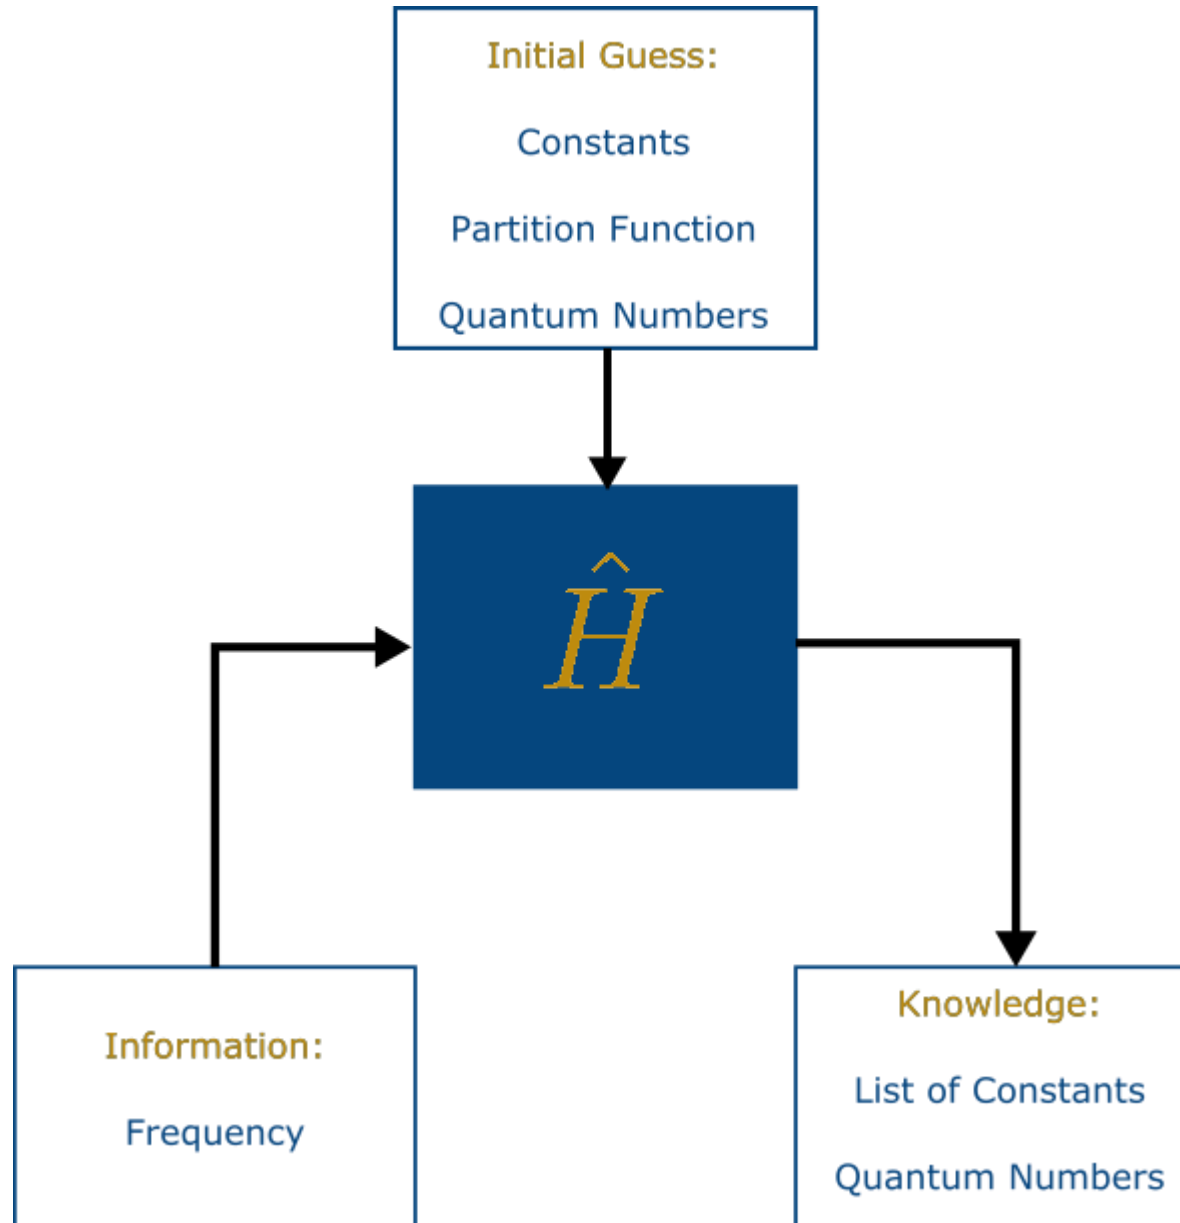 Initial Guess:
Constants
Partition Function
Quantum Numbers
Ĥ
Information:
Frequency
Knowledge:
List of Constants
Quantum Numbers